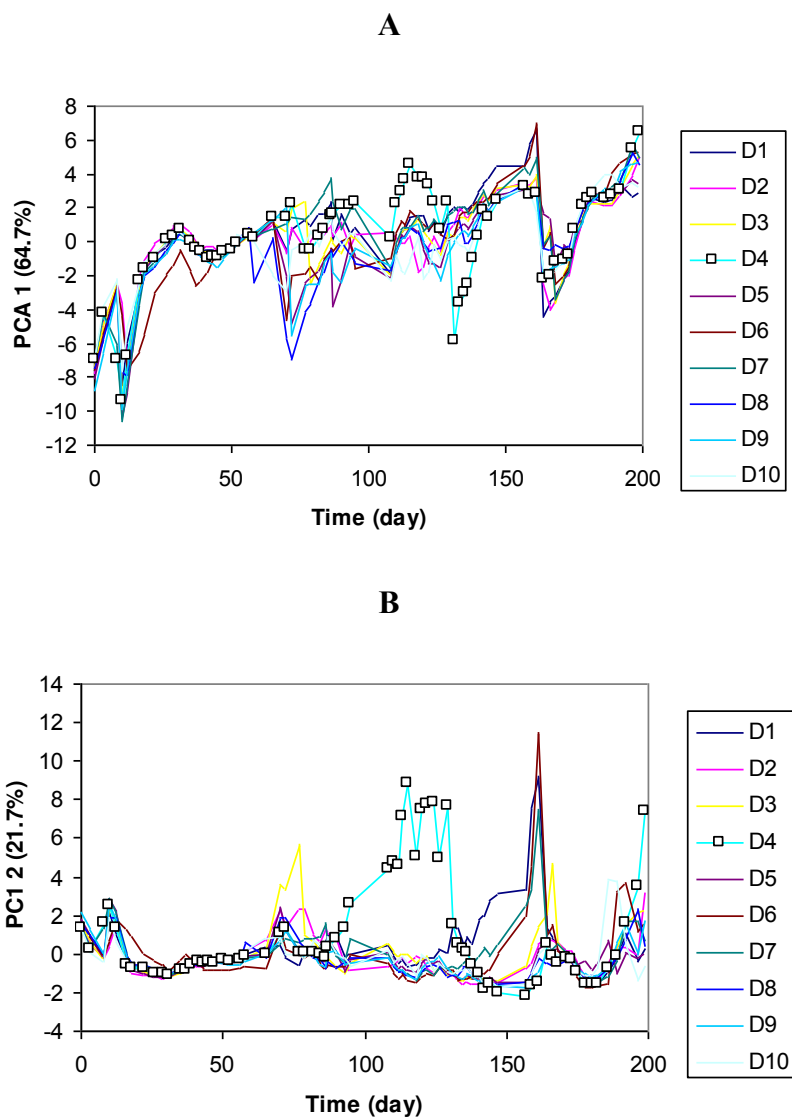 A
8
6
4
2
0
-2
-4
-6
-8
-10
-12
PCA 1 (64.7%)
0 50 100 150 200
Time (day)
D1
D2
D3
D4
D5
D6
D7
D8
D9
D10
B
14
12
10
8
6
4
2
0
-2
-4
PC1 2 (21.7%)
0 50 100 150 200
Time (day)
D1
D2
D3
D4
D5
D6
D7
D8
D9
D10